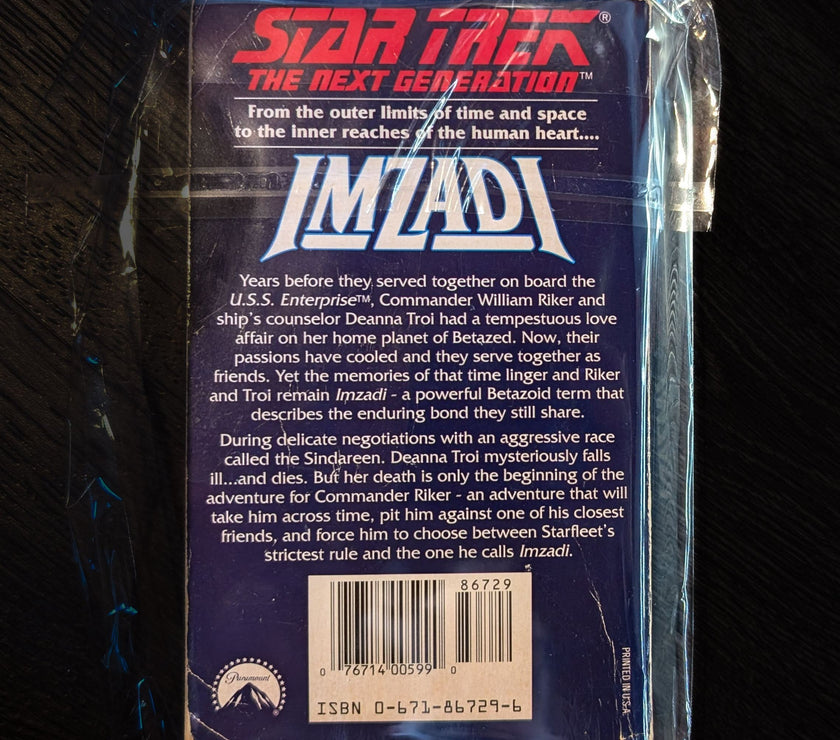 STAR TREK®
THE NEXT GENERATION™
From the outer limits of time and space
to the inner reaches of the human heart....
IMZADI
Years before they served together on board the
U.S.S. Enterprise™, Commander William Riker and
ship's counselor Deanna Troi had a tempestuous love
affair on her home planet of Betazed. Now, their
passions have cooled and they serve together as
friends. Yet the memories of that time linger and Riker
and Troi remain Imzadi - a powerful Betazoid term that
describes the enduring bond they still share.
During delicate negotiations with an aggressive race
called the Sindareen. Deanna Troi mysteriously falls
ill...and dies. But her death is only the beginning of the
adventure for Commander Riker - an adventure that will
take him across time, pit him against one of his closest
friends, and force him to choose between Starfleet's
strictest rule and the one he calls Imzadi.
86729
0 76714 00599 0
ISBN 0-671-86729-6
Paramount
PRINTED IN U.S.A.